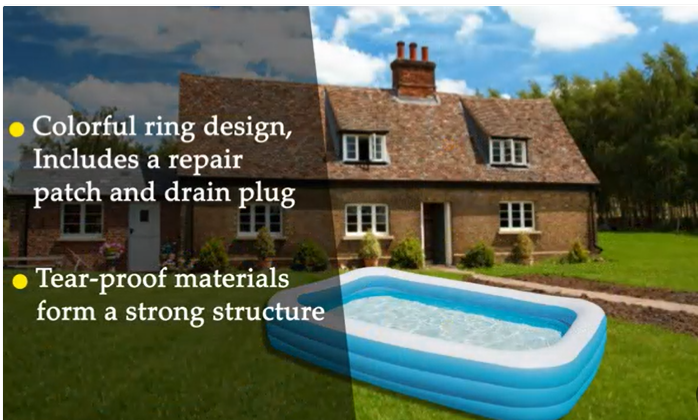 Colorful ring design,
Includes a repair
patch and drain plug
Tear-proof materials
form a strong structure